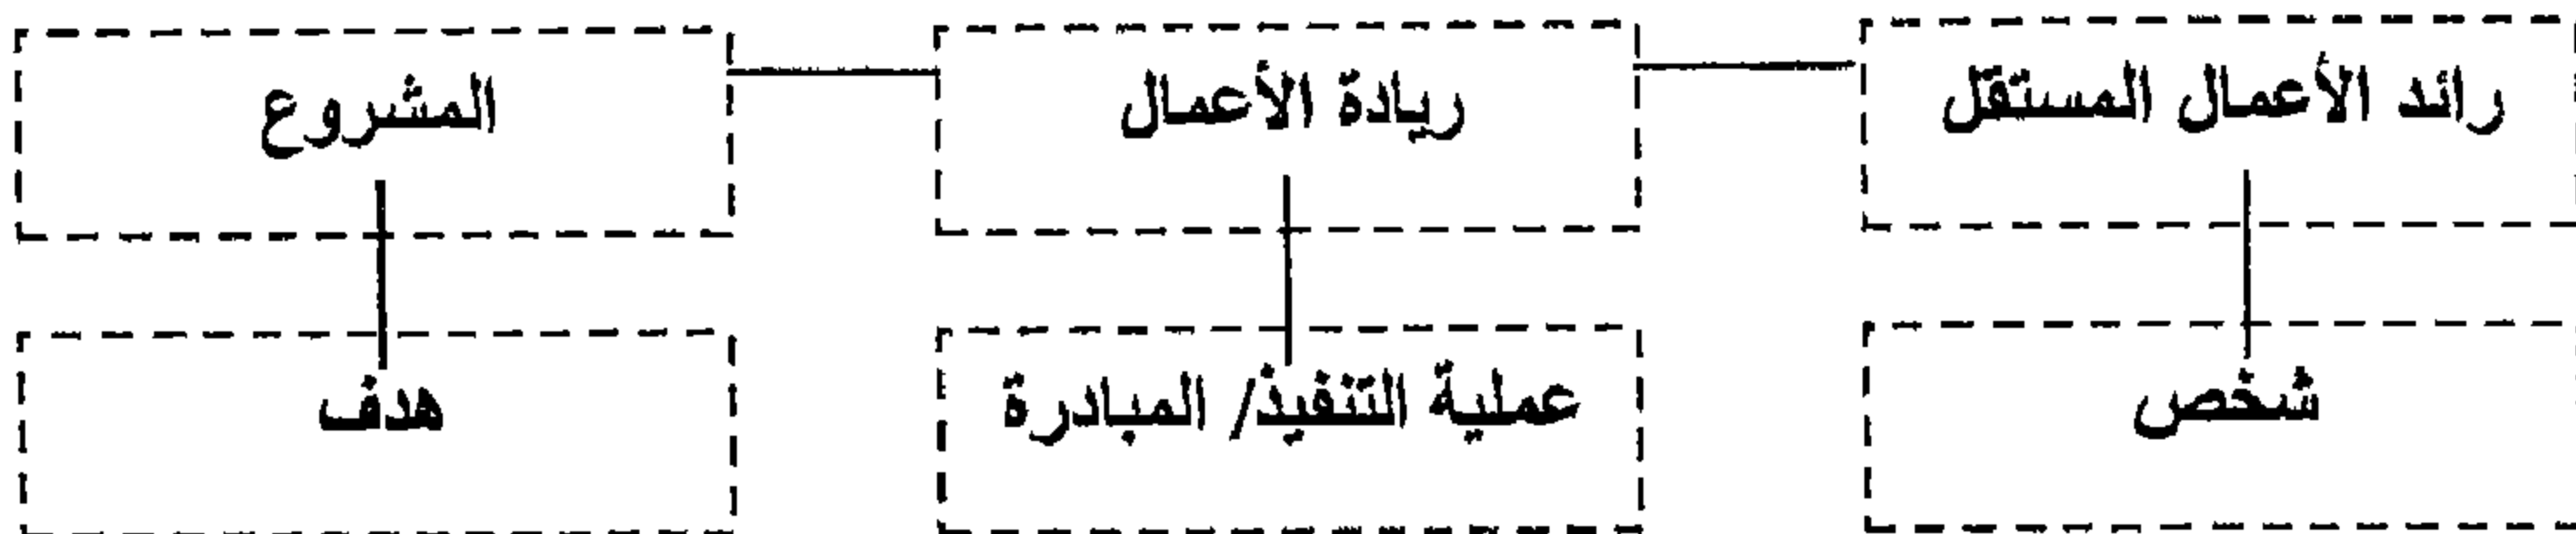 رائد الأعمال المستقل
ريادة الأعمال
المشروع
شخص
عملية التنفيذ/ المبادرة
هدف